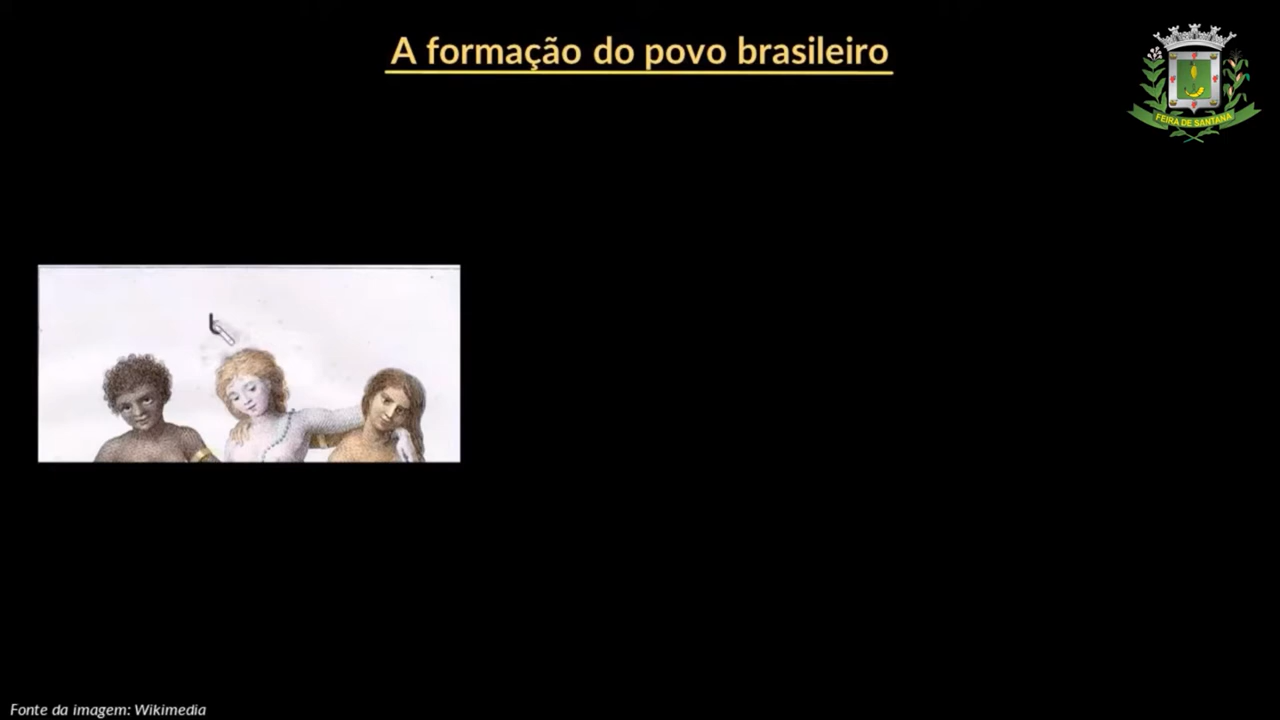 A formação do povo brasileiro
FEIRA DE SANTANA
Fonte da imagem: Wikimedia